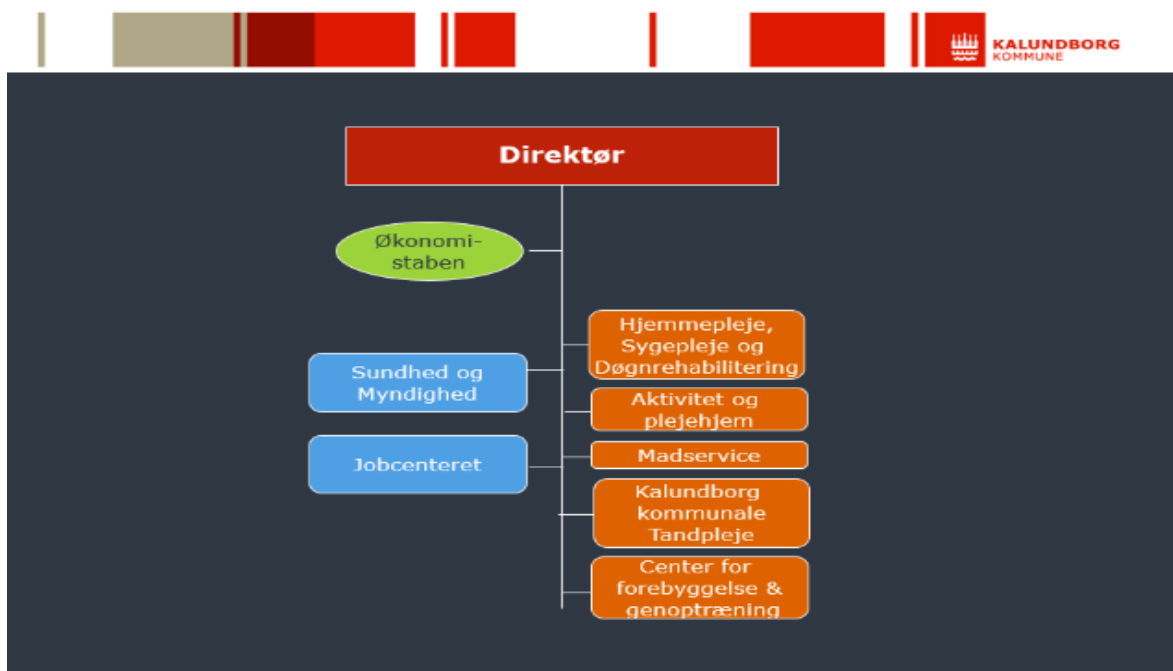 KALUNDBORG
KOMMUNE
Direktør
Økonomi-
staben
Sundhed og
Myndighed
Jobcenteret
Hjemmepleje,
Sygepleje og
Døgnrehabilitering
Aktivitet og
plejehjem
Madservice
Kalundborg
kommunale
Tandpleje
Center for
forebyggelse &
genoptræning